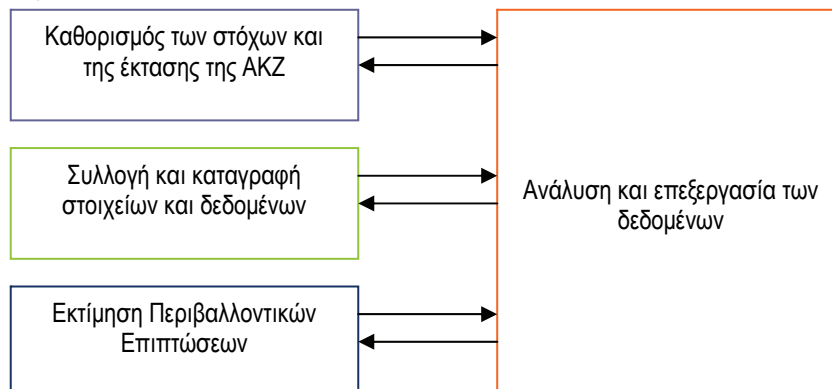 Καθορισμός των στόχων και
της έκτασης της ΑΚΖ
Συλλογή και καταγραφή
στοιχείων και δεδομένων
Ανάλυση και επεξεργασία των
δεδομένων
Εκτίμηση Περιβαλλοντικών
Επιπτώσεων